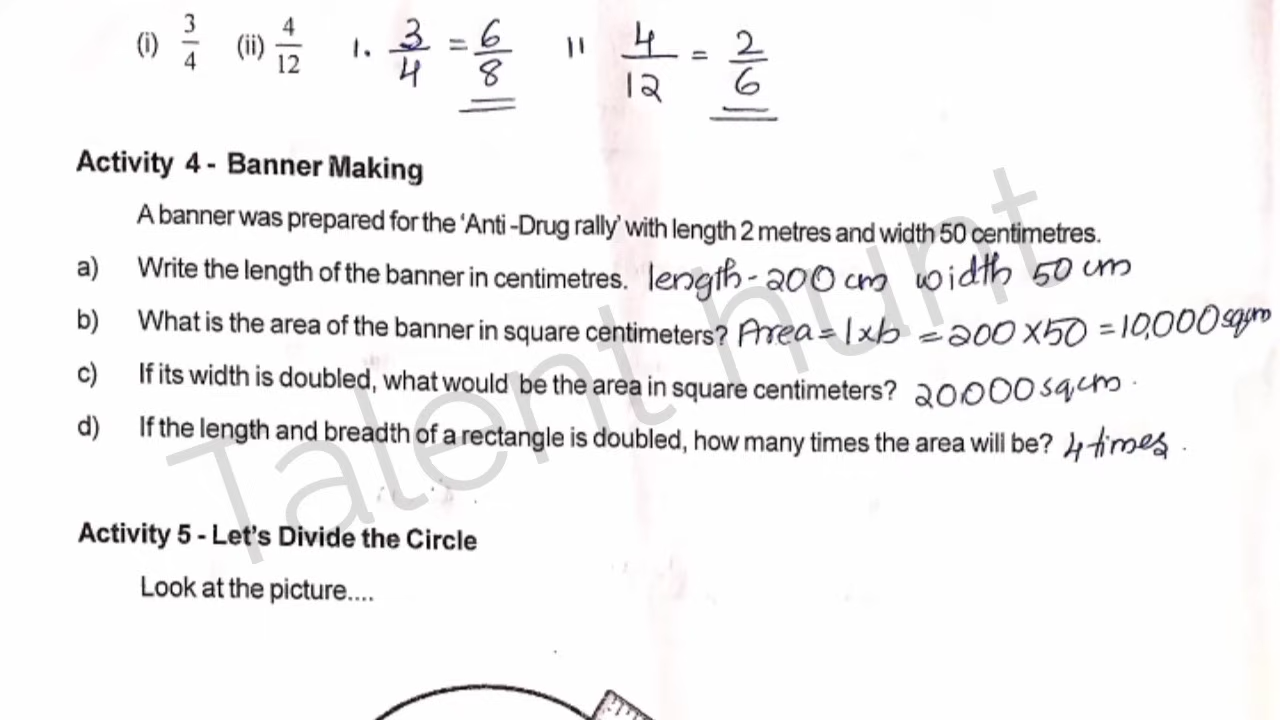 (i) 3/4 (ii) 4/12 1. 3/4 = 6/8 11 4/12 = 2/6
Activity 4 - Banner Making
A banner was prepared for the ‘Anti -Drug rally’ with length 2 metres and width 50 centimetres.
a) Write the length of the banner in centimetres. length - 200 cm width 50 cm
b) What is the area of the banner in square centimeters? Area = l x b = 200 x 50 = 10,000 sqcm
c) If its width is doubled, what would be the area in square centimeters? 20000 sqcm.
d) If the length and breadth of a rectangle is doubled, how many times the area will be? 4 times.
Talent hunt
Activity 5 - Let's Divide the Circle
Look at the picture....